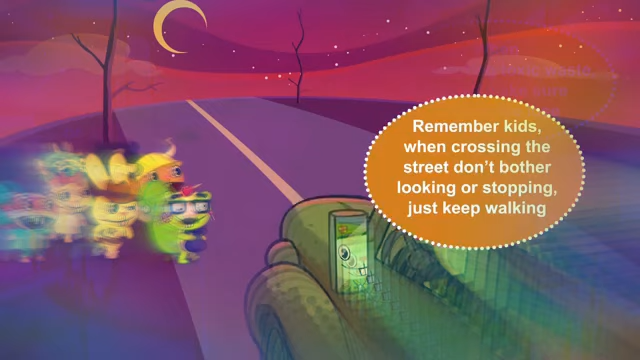 Remember kids,
when crossing the
street don't bother
looking or stopping,
just keep walking